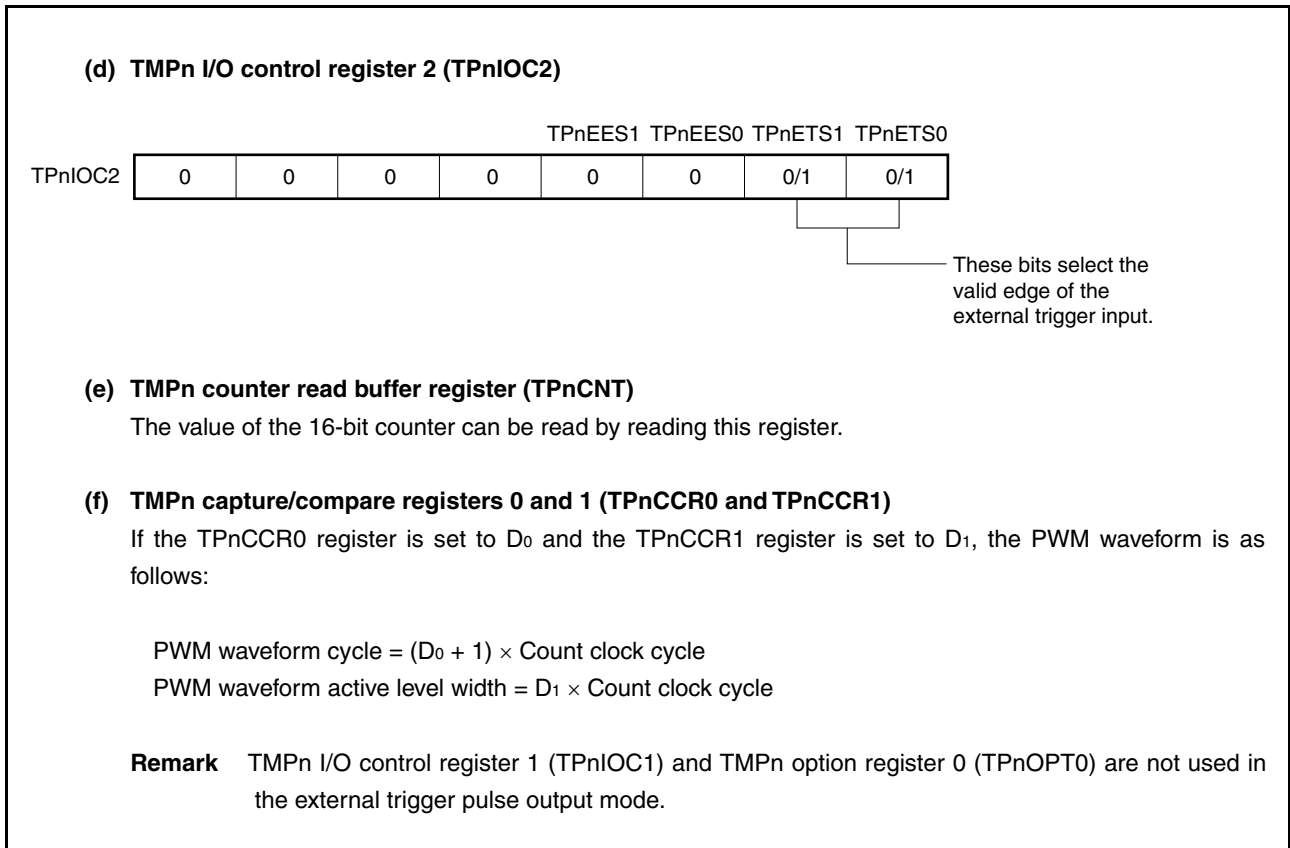 (d) TMPn I/O control register 2 (TPnIOC2)
TPnEES1 TPnEES0 TPnETS1 TPnETS0
TPnIOC2 0 0 0 0 0 0 0/1 0/1
These bits select the
valid edge of the
external trigger input.
(e) TMPn counter read buffer register (TPnCNT)
The value of the 16-bit counter can be read by reading this register.
(f) TMPn capture/compare registers 0 and 1 (TPnCCR0 and TPnCCR1)
If the TPnCCR0 register is set to D₀ and the TPnCCR1 register is set to D₁, the PWM waveform is as
follows:
PWM waveform cycle = (D₀ + 1) × Count clock cycle
PWM waveform active level width = D₁ × Count clock cycle
Remark TMPn I/O control register 1 (TPnIOC1) and TMPn option register 0 (TPnOPT0) are not used in
the external trigger pulse output mode.